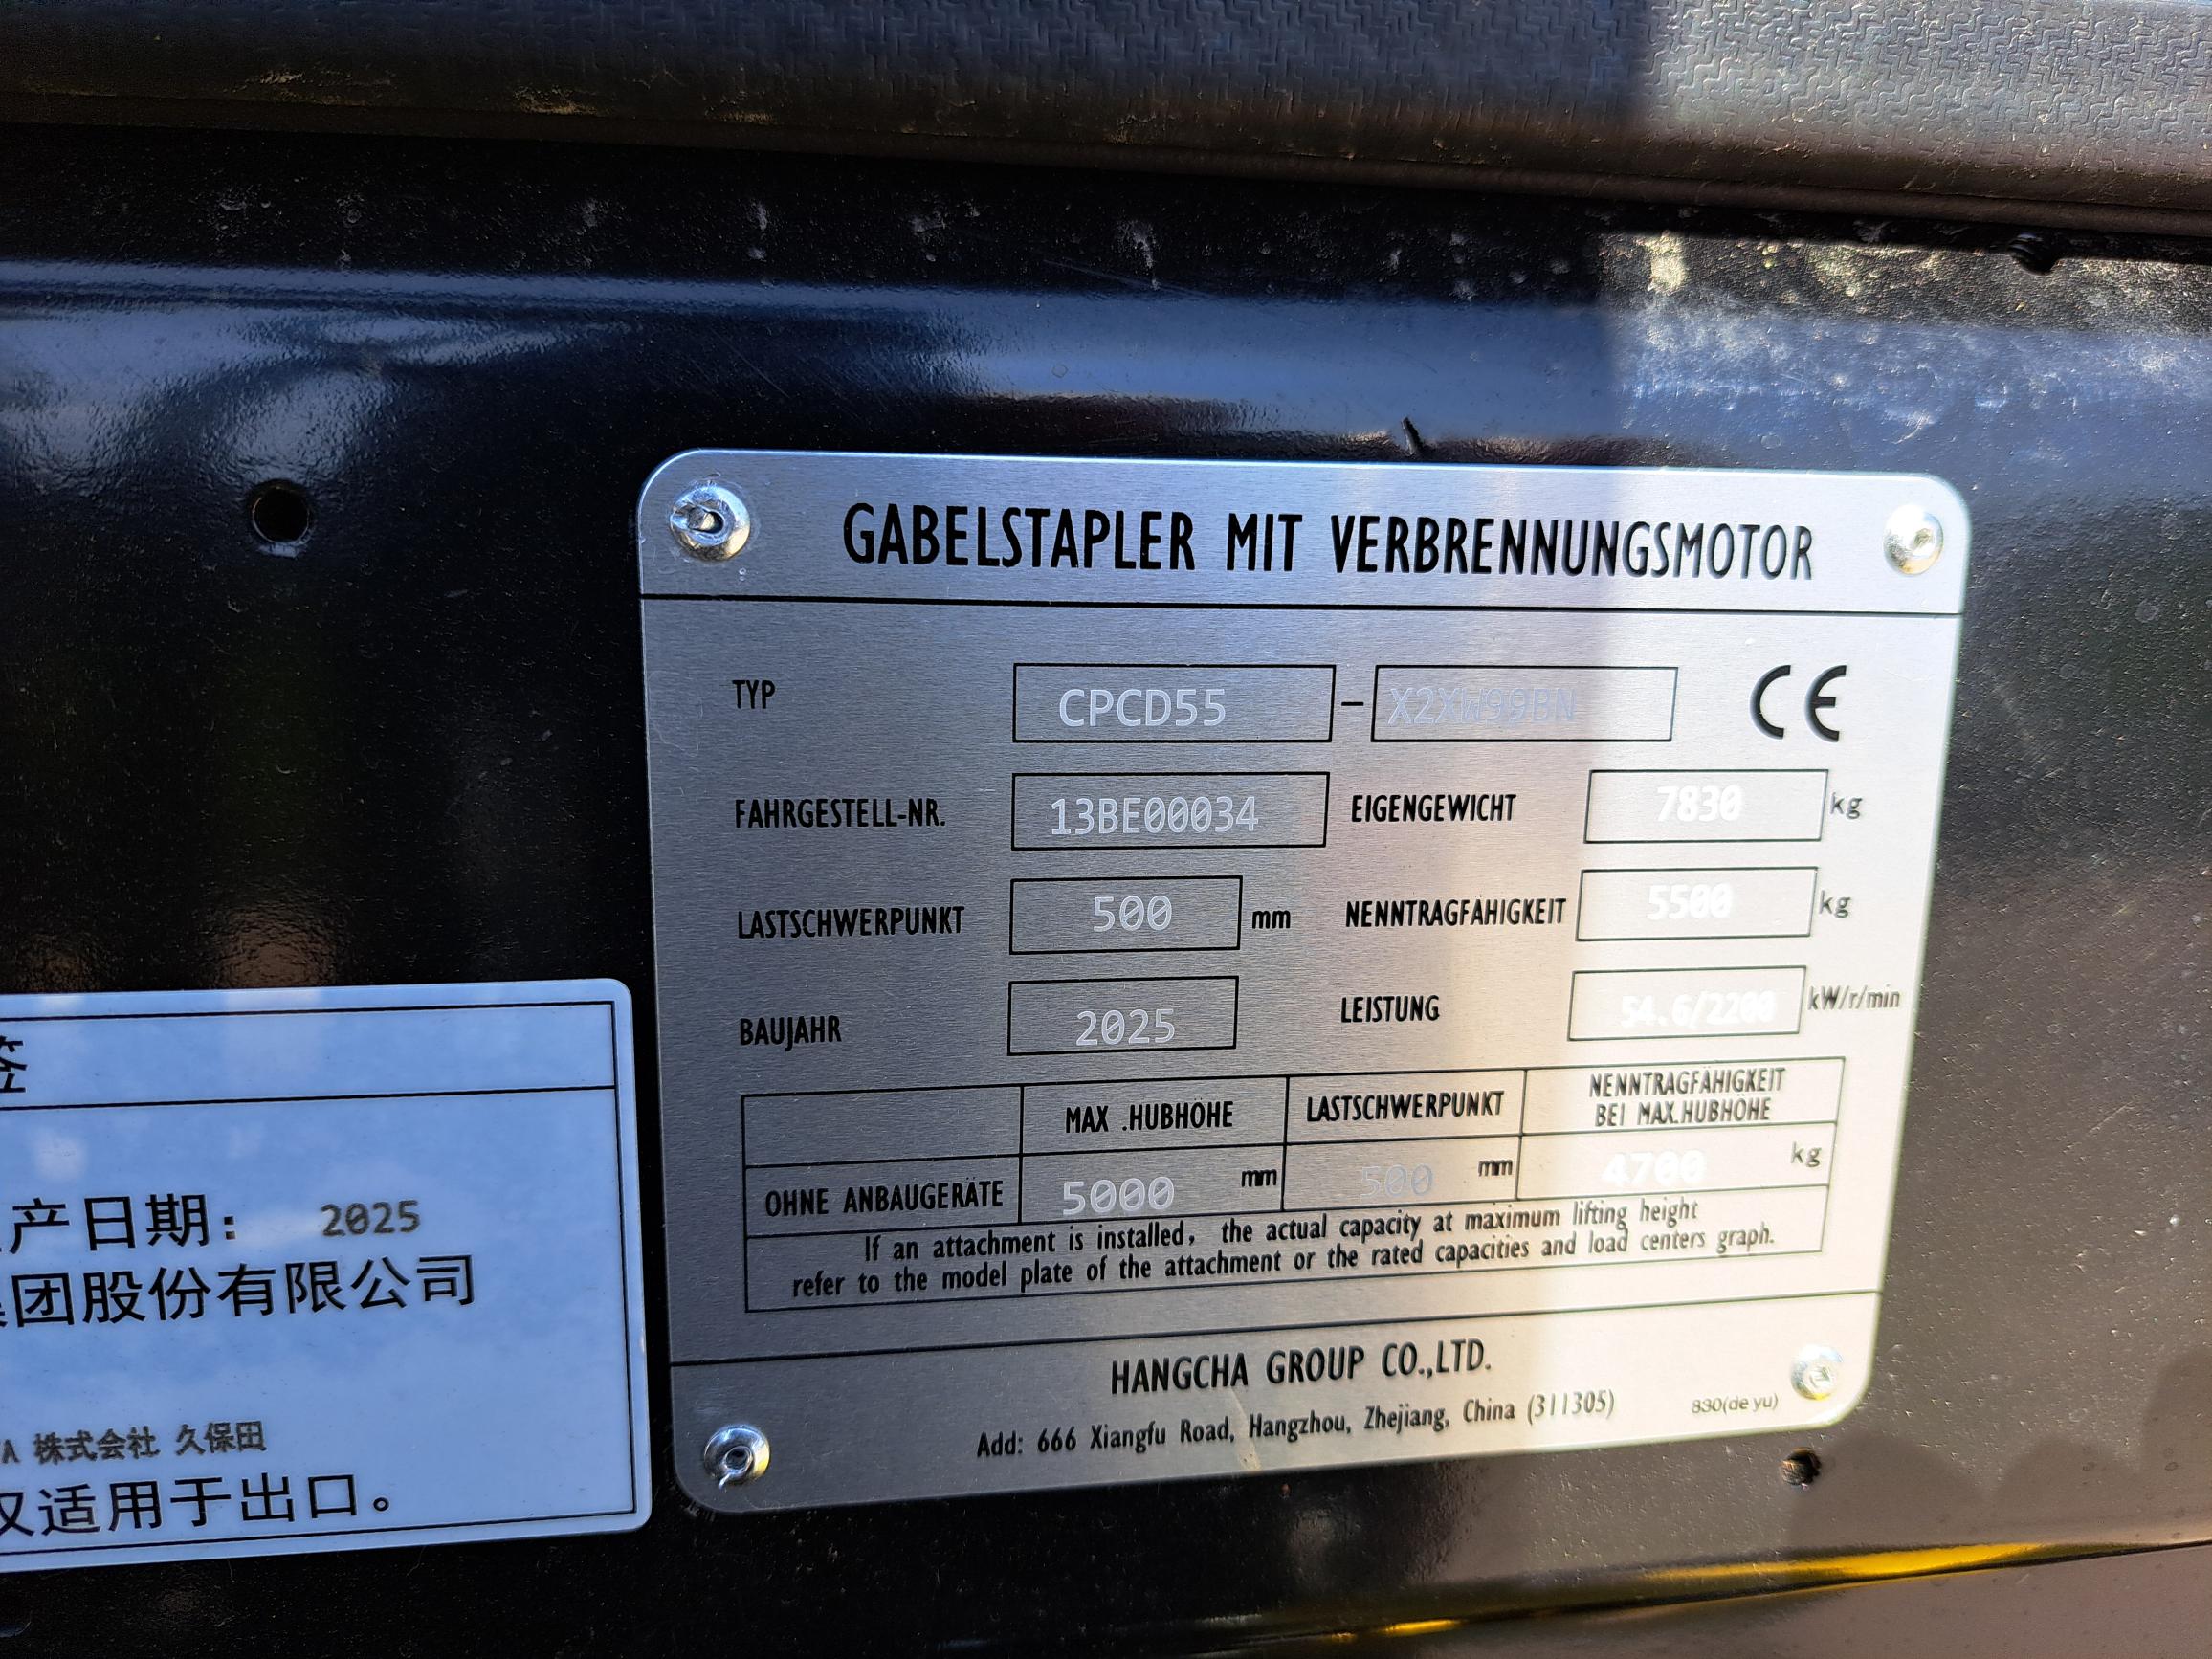 GABELSTAPLER MIT VERBRENNUNGSMOTOR
TYP CPCD55 - X2XW99BN CE
FAHRGESTELL-NR. 13BE00034 EIGENGEWICHT 7830 kg
LASTSCHWERPUNKT 500 mm NENNTRAGFÄHIGKEIT 5500 kg
BAUJAHR 2025 LEISTUNG 54.6/2200 kW/r/min
MAX .HUBHÖHE LASTSCHWERPUNKT NENNTRAGFÄHIGKEIT
BEI MAX.HUBHÖHE
OHNE ANBAUGERÄTE 5000 mm 500 mm 4700 kg
If an attachment is installed, the actual capacity at maximum lifting height
refer to the model plate of the attachment or the rated capacities and load centers graph.
HANGCHA GROUP CO.,LTD.
Add: 666 Xiangfu Road, Hangzhou, Zhejiang, China (311305) 830(de yu)
签
产日期: 2025
集团股份有限公司
A 株式会社 久保田
仅适用于出口。